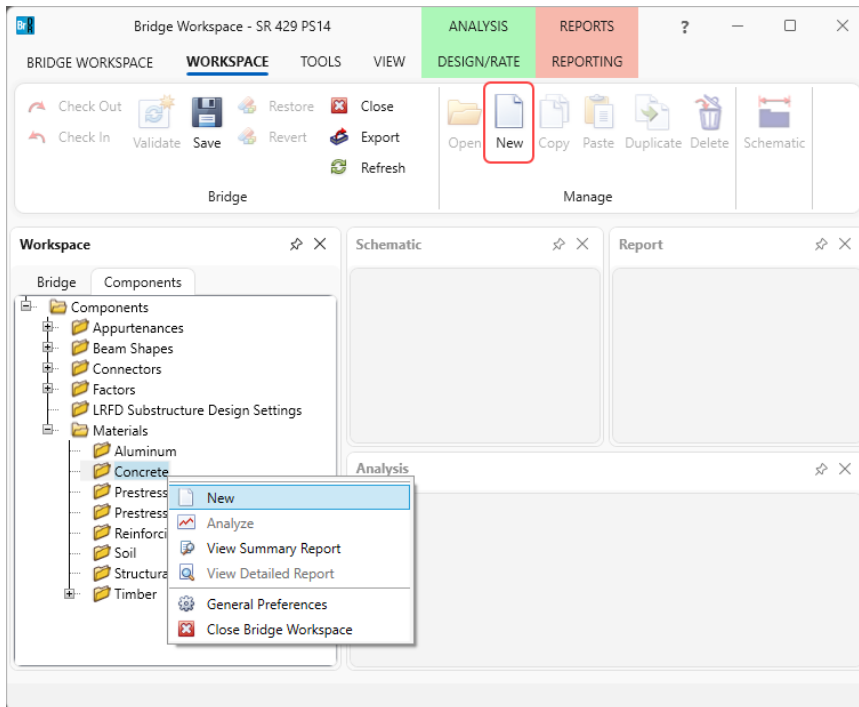 Br R Bridge Workspace - SR 429 PS14 ANALYSIS REPORTS ?
BRIDGE WORKSPACE WORKSPACE TOOLS VIEW DESIGN/RATE REPORTING
Check Out Restore Close
Check In Validate Save Revert Export Open New Copy Paste Duplicate Delete Schematic
Refresh
Bridge Manage
Workspace Schematic Report
Bridge Components
Components
Appurtenances
Beam Shapes
Connectors
Factors
LRFD Substructure Design Settings
Materials
Aluminum
Concrete Analysis
Prestress New
Prestress Analyze
Reinforci View Summary Report
Soil
Structura View Detailed Report
Timber General Preferences
Close Bridge Workspace